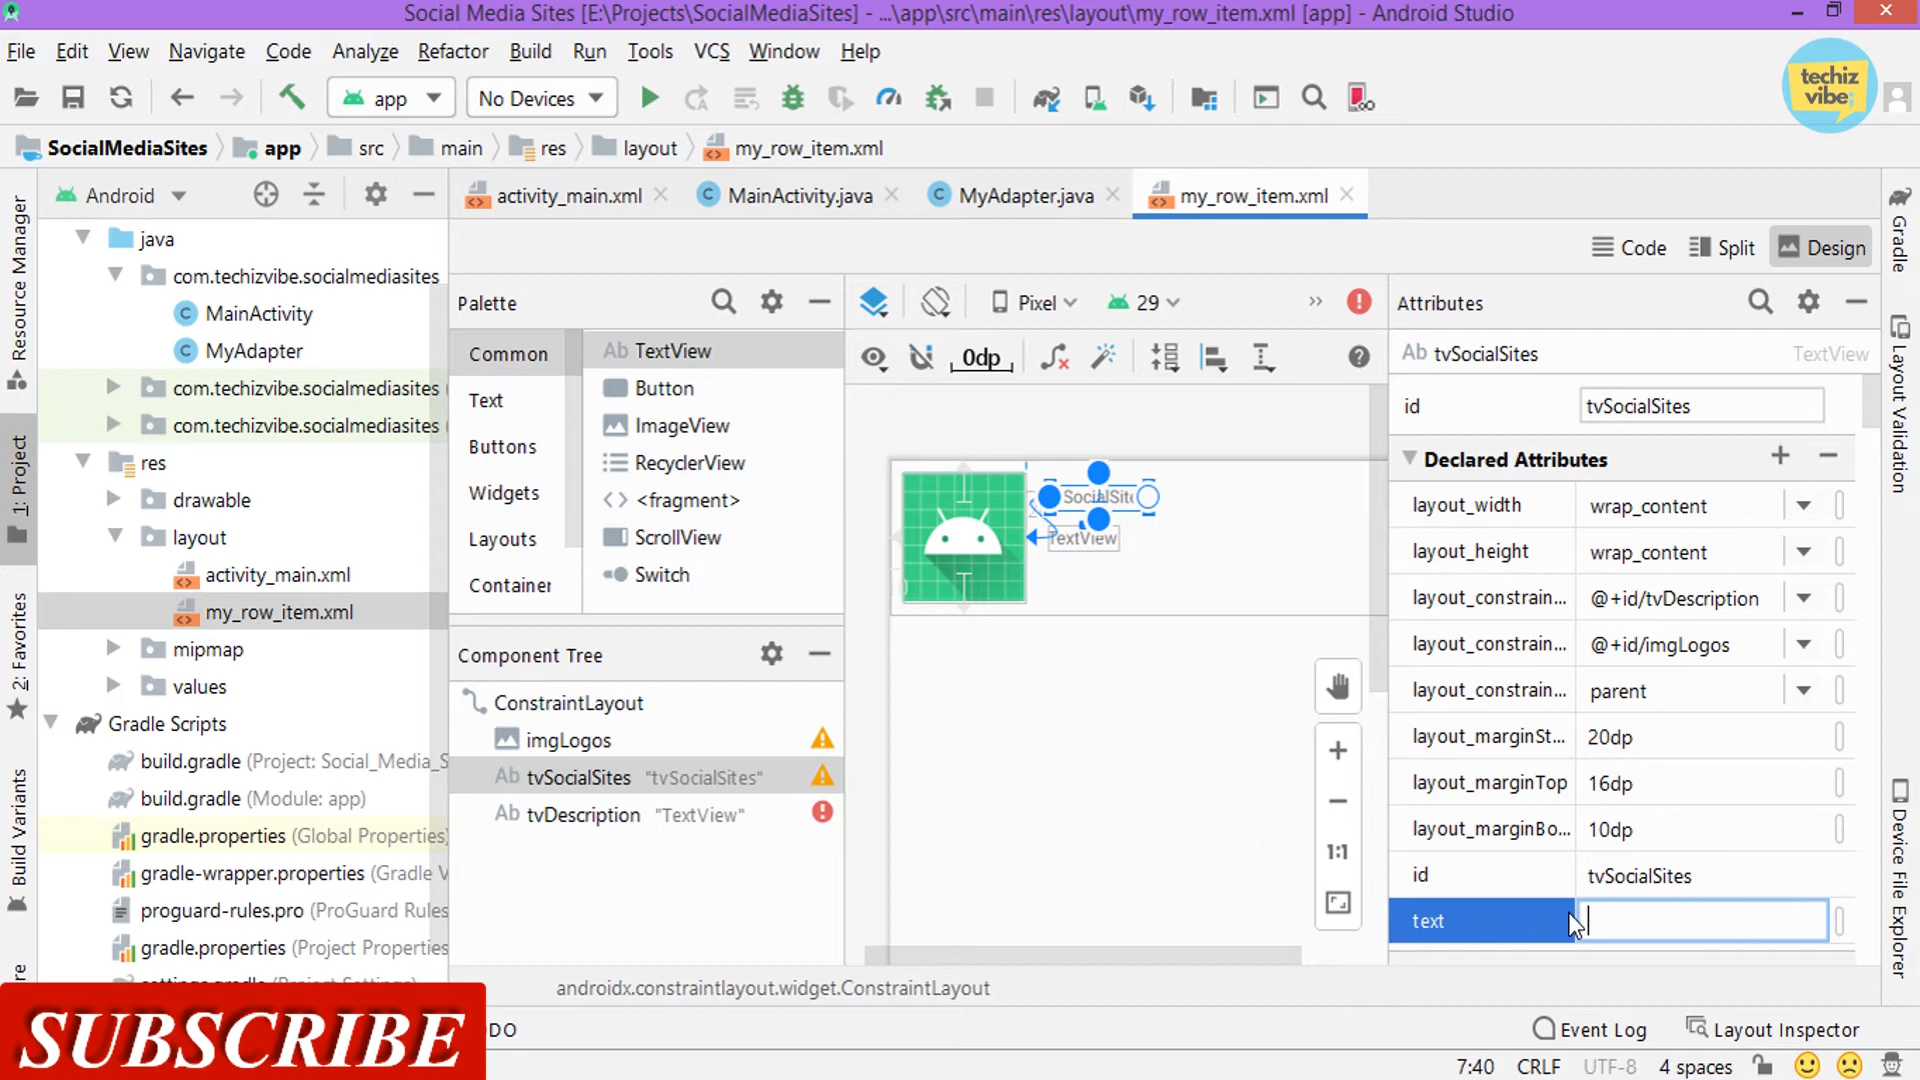 Social Media Sites [E:\Projects\SocialMediaSites] - ...\app\src\main\res\layout\my_row_item.xml [app] - Android Studio
File Edit View Navigate Code Analyze Refactor Build Run Tools VCS Window Help
techiz
vibe;
app No Devices
SocialMediaSites app src main res layout my_row_item.xml
Android
activity_main.xml MainActivity.java MyAdapter.java my_row_item.xml
Code Split Design
Resource Manager
1: Project
2: Favorites
Build Variants
java
com.techizvibe.socialmediasites
MainActivity
MyAdapter
com.techizvibe.socialmediasites (
com.techizvibe.socialmediasites (
res
drawable
layout
activity_main.xml
my_row_item.xml
mipmap
values
Gradle Scripts
build.gradle (Project: Social_Media_S
build.gradle (Module: app)
gradle.properties (Global Properties)
gradle-wrapper.properties (Gradle V
proguard-rules.pro (ProGuard Rules
gradle.properties (Project Properties
SUBSCRIBE
Palette
Common
Text
Buttons
Widgets
Layouts
Container
Ab TextView
Button
ImageView
RecyclerView
<> <fragment>
ScrollView
Switch
Component Tree
ConstraintLayout
imgLogos
Ab tvSocialSites "tvSocialSites"
Ab tvDescription "TextView"
Pixel 29
0dp
SocialSite
TextView
1:1
androidx.constraintlayout.widget.ConstraintLayout
Attributes
Ab tvSocialSites TextView
id tvSocialSites
Declared Attributes
layout_width wrap_content
layout_height wrap_content
layout_constrain... @+id/tvDescription
layout_constrain... @+id/imgLogos
layout_constrain... parent
layout_marginSt... 20dp
layout_marginTop 16dp
layout_marginBo... 10dp
id tvSocialSites
text
Gradle
Layout Validation
Device File Explorer
ODO
Event Log Layout Inspector
7:40 CRLF UTF-8 4 spaces